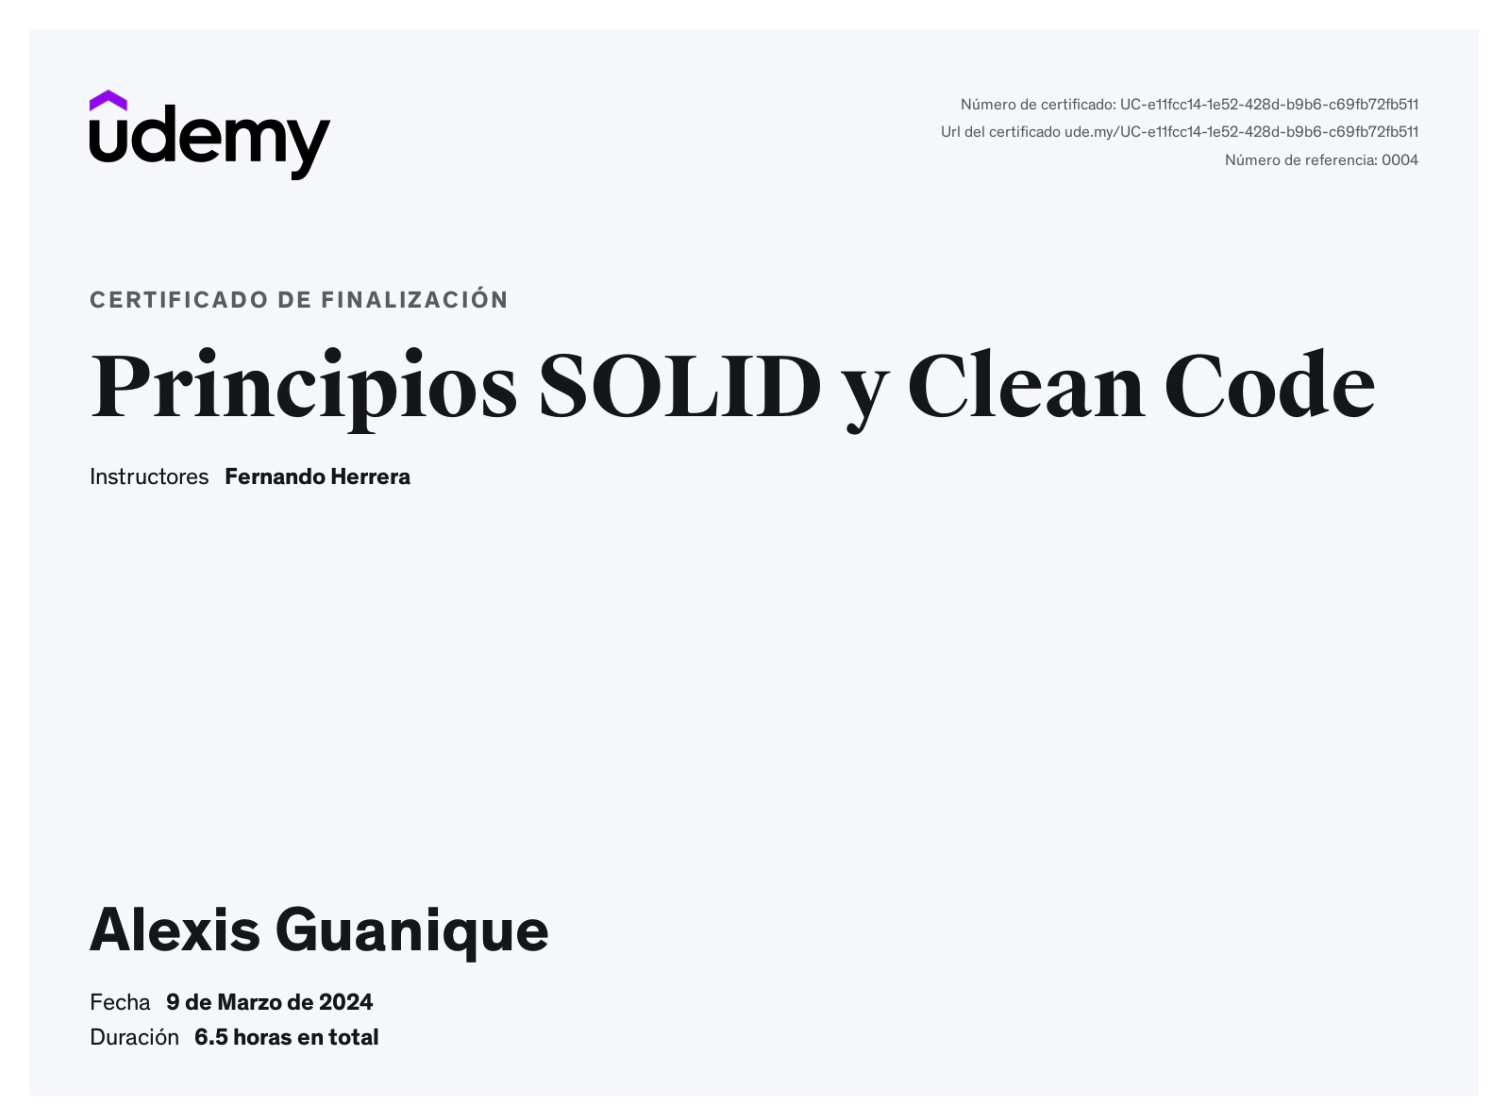 udemy
Número de certificado: UC-e11fcc14-1e52-428d-b9b6-c69fb72fb511
Url del certificado ude.my/UC-e11fcc14-1e52-428d-b9b6-c69fb72fb511
Número de referencia: 0004
CERTIFICADO DE FINALIZACIÓN
Principios SOLID y Clean Code
Instructores Fernando Herrera
Alexis Guanique
Fecha 9 de Marzo de 2024
Duración 6.5 horas en total